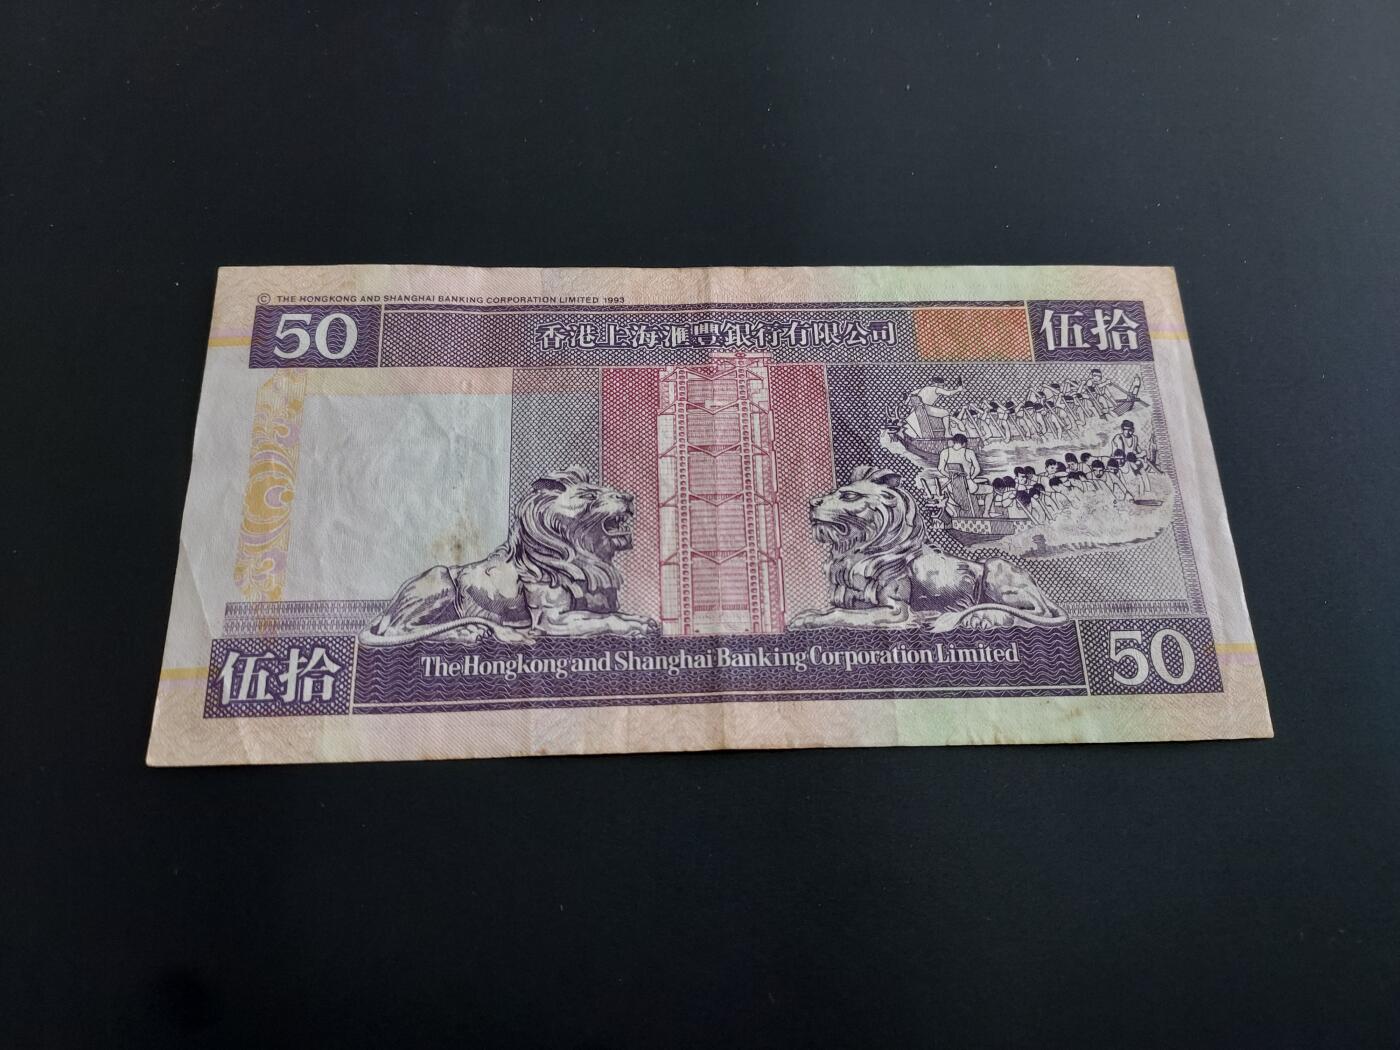 © THE HONGKONG AND SHANGHAI BANKING CORPORATION LIMITED 1993
50 香港上海滙豐銀行有限公司 伍拾
伍拾 The Hongkong and Shanghai Banking Corporation Limited 50